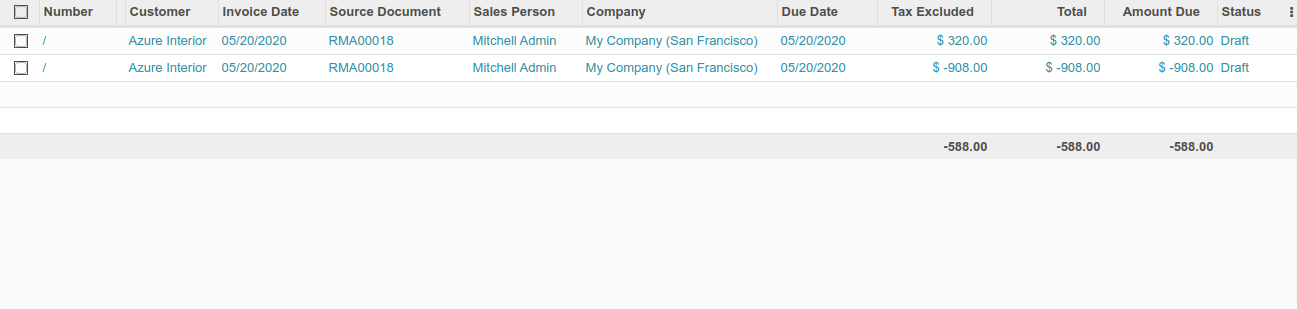 Number Customer Invoice Date Source Document Sales Person Company Due Date Tax Excluded Total Amount Due Status
/ Azure Interior 05/20/2020 RMA00018 Mitchell Admin My Company (San Francisco) 05/20/2020 $ 320.00 $ 320.00 $ 320.00 Draft
/ Azure Interior 05/20/2020 RMA00018 Mitchell Admin My Company (San Francisco) 05/20/2020 $ -908.00 $ -908.00 $ -908.00 Draft
-588.00 -588.00 -588.00